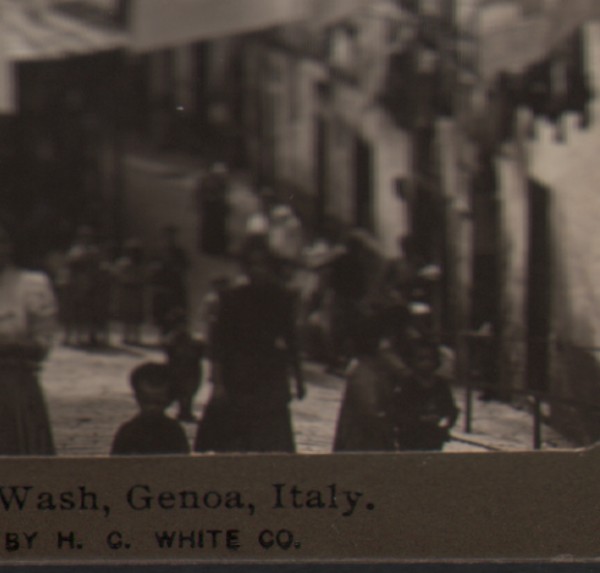 Wash, Genoa, Italy.
BY H. C. WHITE CO.